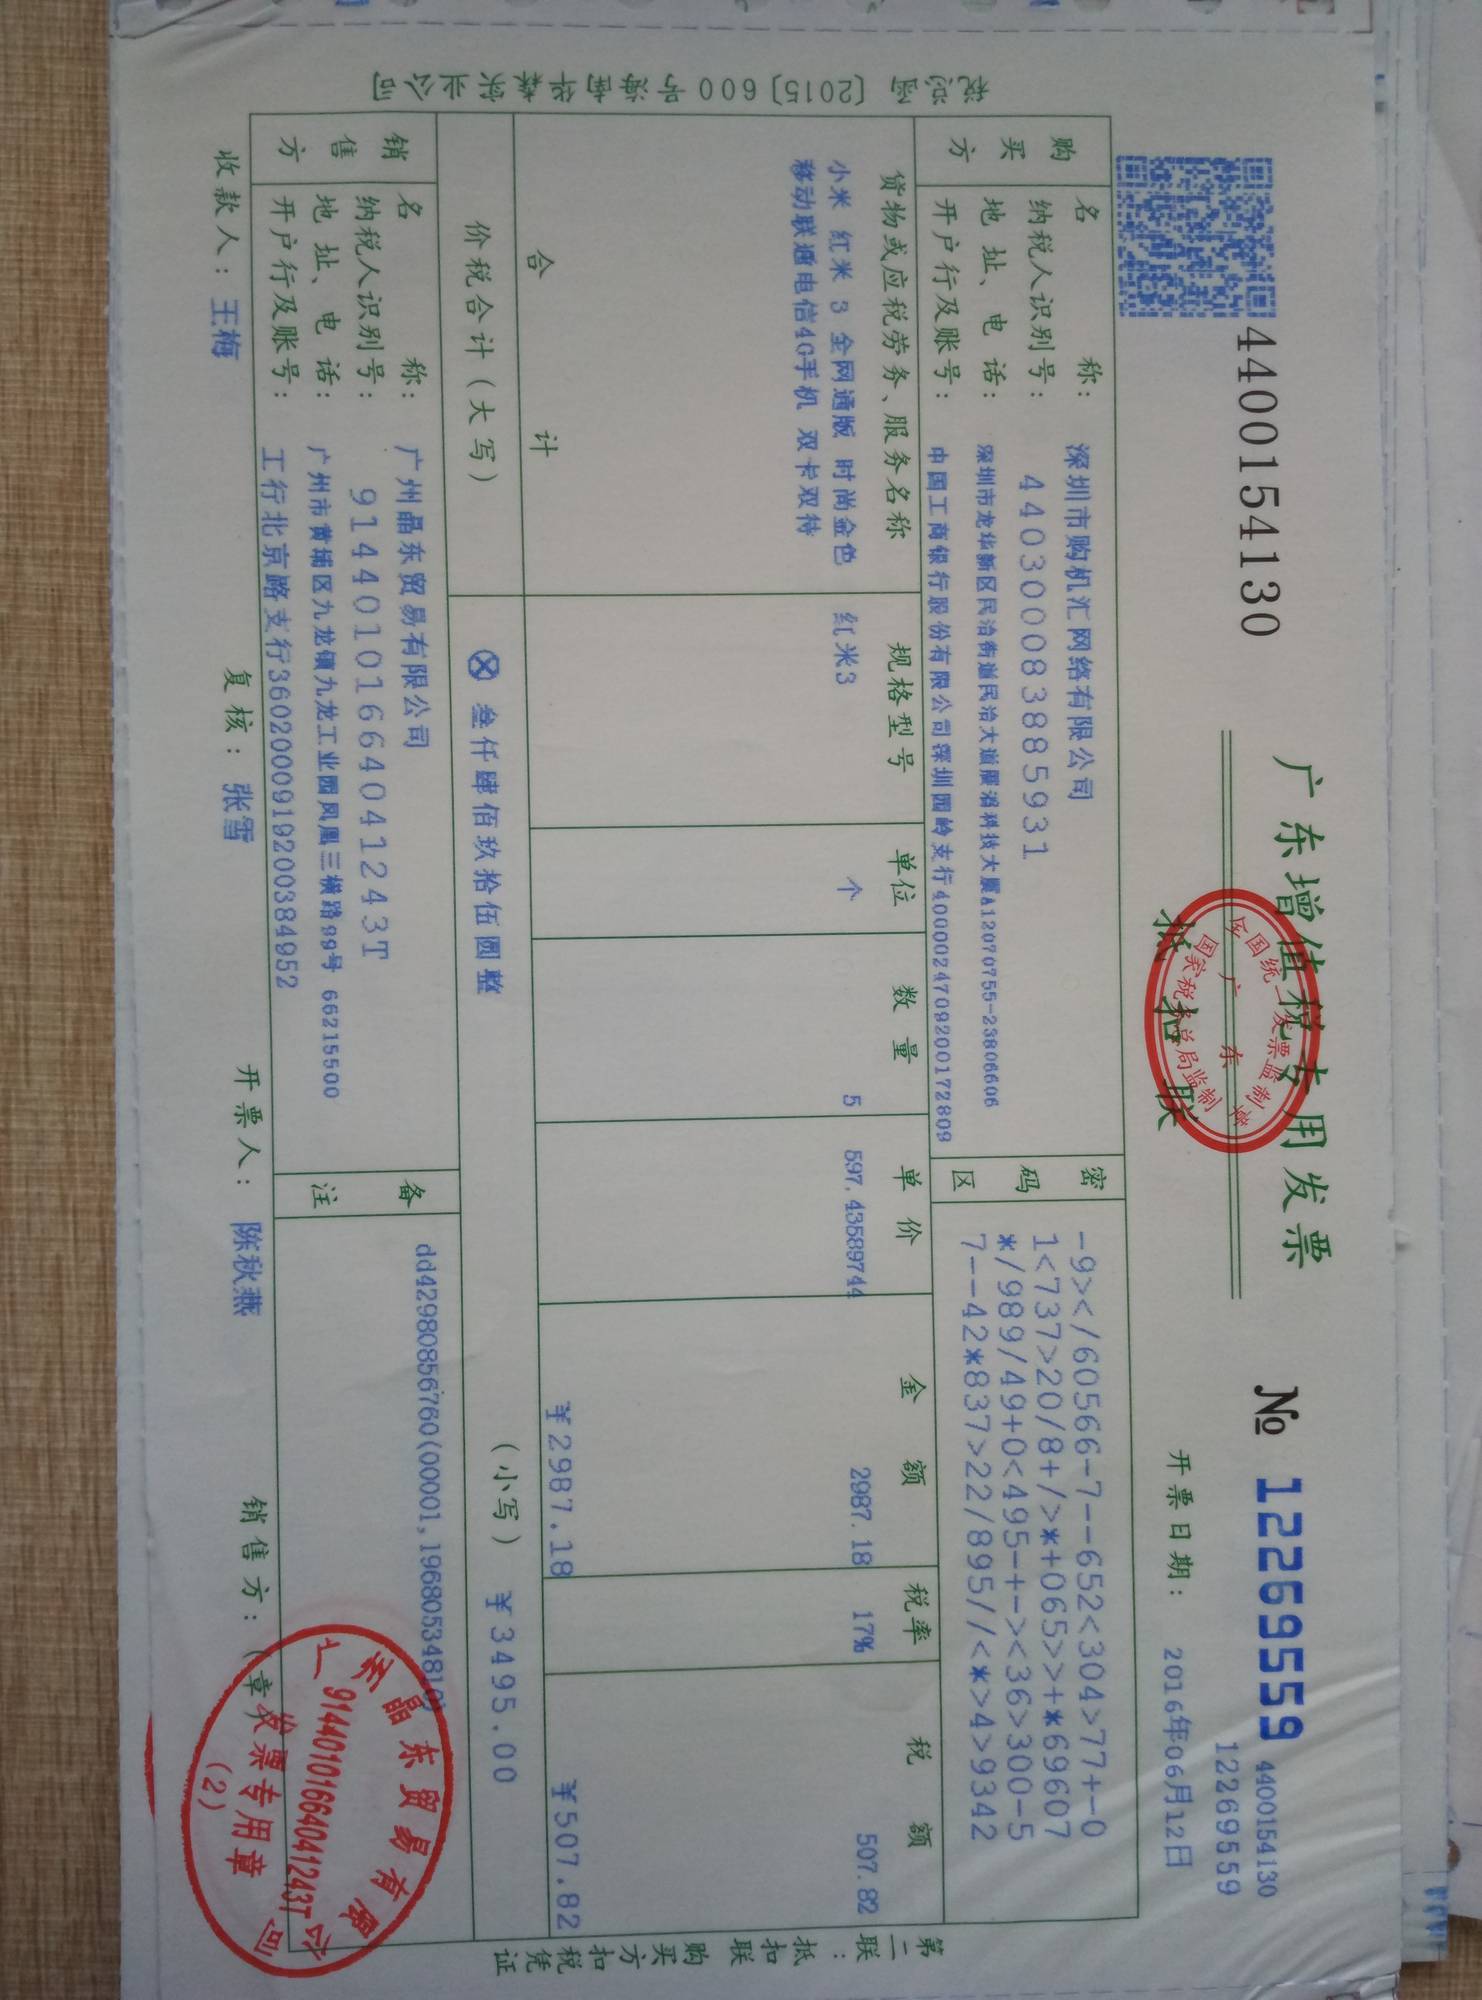 4400154130
广东增值税专用发票
№ 12269559
4400154130
12269559
抵扣联
开票日期: 2016年06月12日
全国统一发票监制章
广东
国家税务总局监制
购买方
名称: 深圳市购机汇网络有限公司
纳税人识别号: 440300083885931
地址、电话: 深圳市龙华新区民治街道民治大道展滔科技大厦A12070755-23806606
开户行及账号: 中国工商银行股份有限公司深圳园岭支行4000024709200172809
密码区
-9></60566-7--652<304>77+-0
1<737>20/8+/>*+065>>+*69607
*/989/49+0<495-+-><36>300-5
7--42*837>22/895//<*>4>9342
货物或应税劳务、服务名称 规格型号 单位 数量 单价 金额 税率 税额
小米 红米 3 全网通版 时尚金色 红米3 个 5 597.43589744 2987.18 17% 507.82
移动联通电信4G手机 双卡双待
合计 ¥2987.18 ¥507.82
价税合计(大写) ⊗ 叁仟肆佰玖拾伍圆整 (小写) ¥3495.00
销售方
名称: 广州晶东贸易有限公司
纳税人识别号: 91440101664041243T
地址、电话: 广州市黄埔区九龙镇九龙工业园凤凰三横路99号 66215500
开户行及账号: 工行北京路支行3602000919200384952
备注
dd42980856760(00001,19680534810)
收款人: 王梅 复核: 张雪 开票人: 陈秋燕 销售方:(章)
广州晶东贸易有限公司
91440101664041243T
发票专用章
(2)
第二联:抵扣联 购买方扣税凭证
税总函〔2015〕600号海南华森实业公司